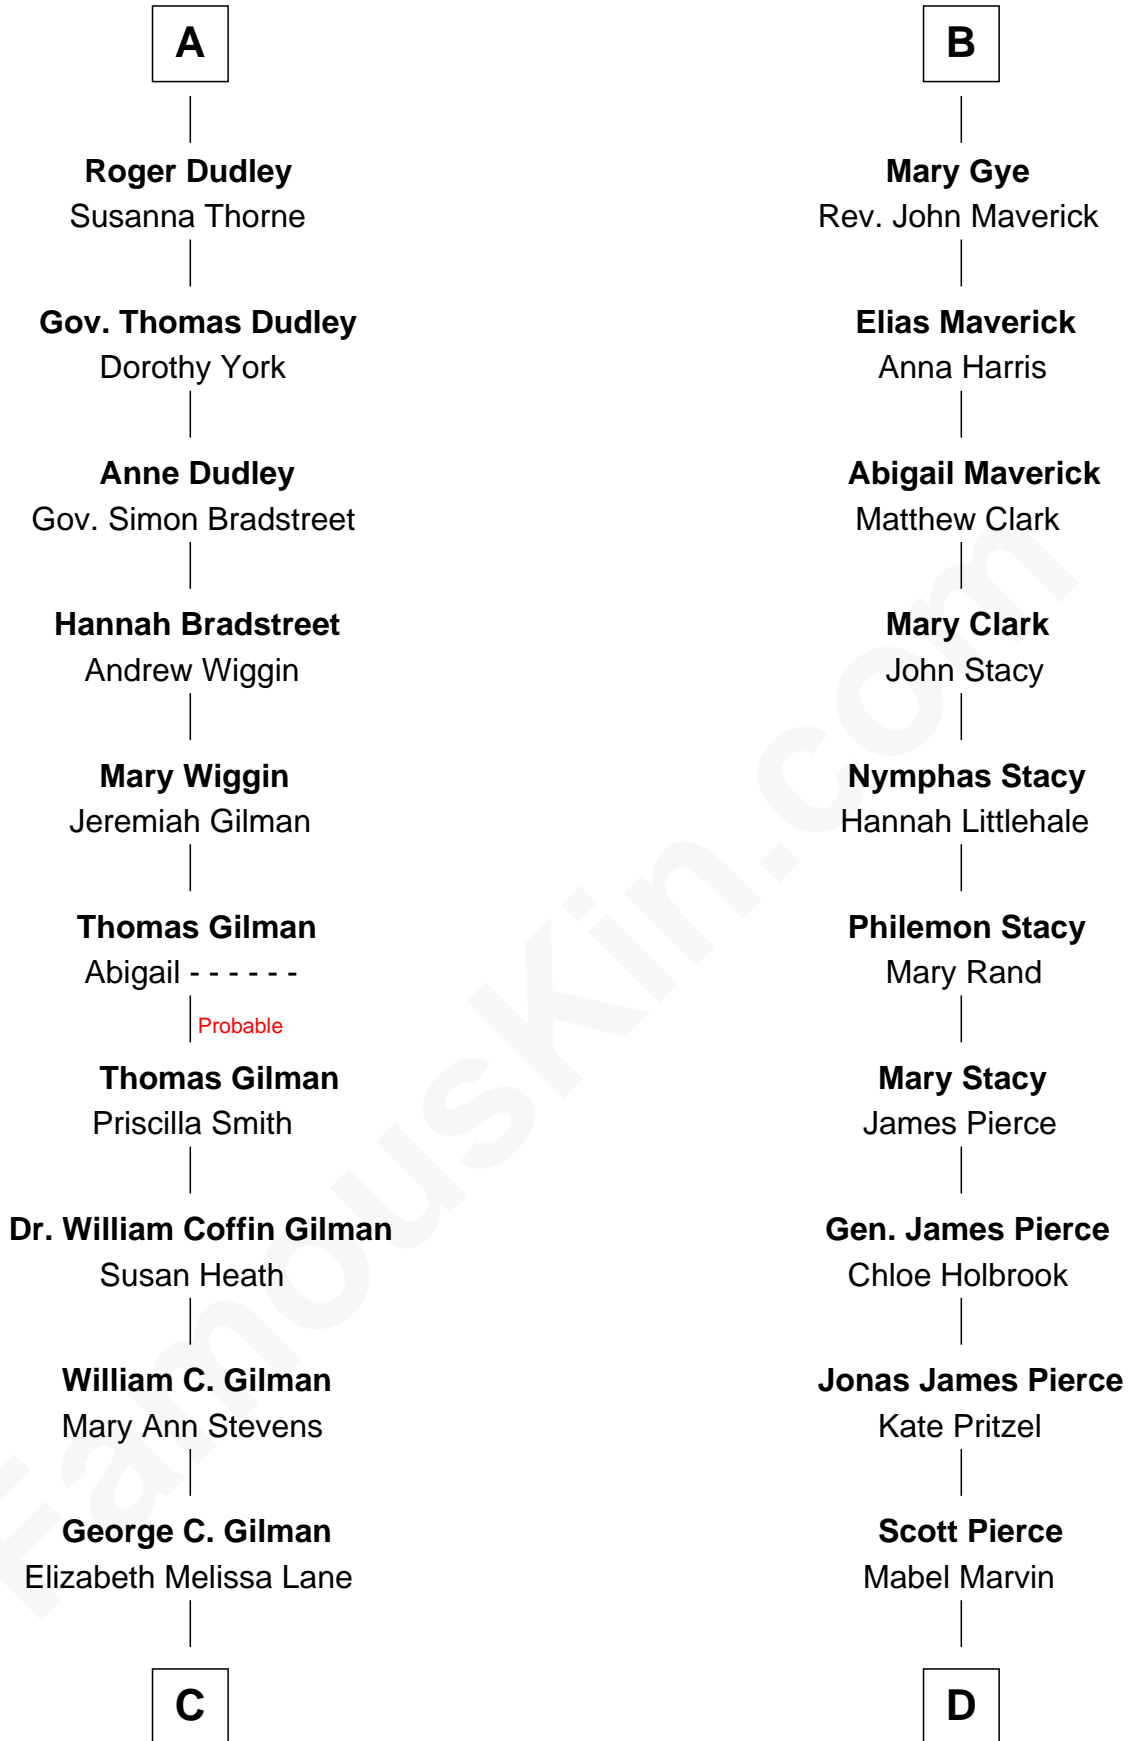 A
Roger Dudley
Susanna Thorne
Gov. Thomas Dudley
Dorothy York
Anne Dudley
Gov. Simon Bradstreet
Hannah Bradstreet
Andrew Wiggin
Mary Wiggin
Jeremiah Gilman
Thomas Gilman
Abigail - - - - - -
Probable
Thomas Gilman
Priscilla Smith
Dr. William Coffin Gilman
Susan Heath
William C. Gilman
Mary Ann Stevens
George C. Gilman
Elizabeth Melissa Lane
C
B
Mary Gye
Rev. John Maverick
Elias Maverick
Anna Harris
Abigail Maverick
Matthew Clark
Mary Clark
John Stacy
Nymphas Stacy
Hannah Littlehale
Philemon Stacy
Mary Rand
Mary Stacy
James Pierce
Gen. James Pierce
Chloe Holbrook
Jonas James Pierce
Kate Pritzel
Scott Pierce
Mabel Marvin
D
FamousKin.com